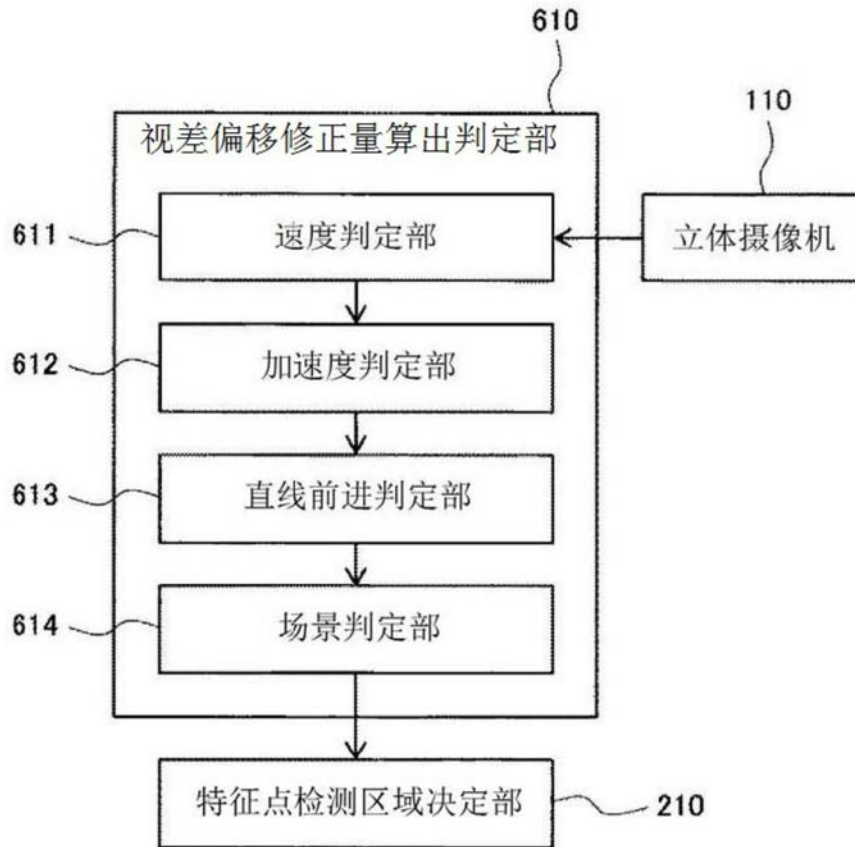 610
110
视差偏移修正量算出判定部
611
速度判定部
立体摄像机
612
加速度判定部
613
直线前进判定部
614
场景判定部
特征点检测区域决定部
210